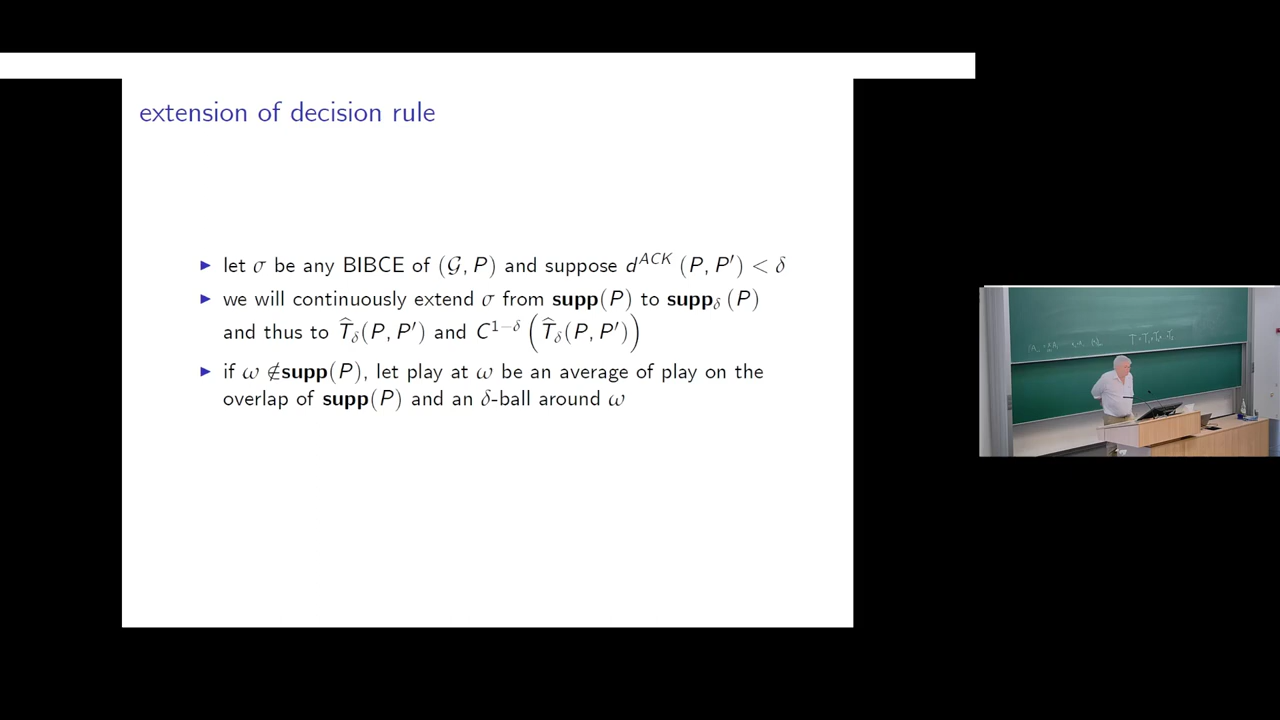 extension of decision rule
▶ let σ be any BIBCE of (𝒢, P) and suppose d^{ACK} (P, P′) < δ
▶ we will continuously extend σ from supp(P) to supp_δ (P)
and thus to T̂_δ(P, P′) and C^{1−δ} (T̂_δ(P, P′))
▶ if ω ∉supp(P), let play at ω be an average of play on the
overlap of supp(P) and an δ-ball around ω